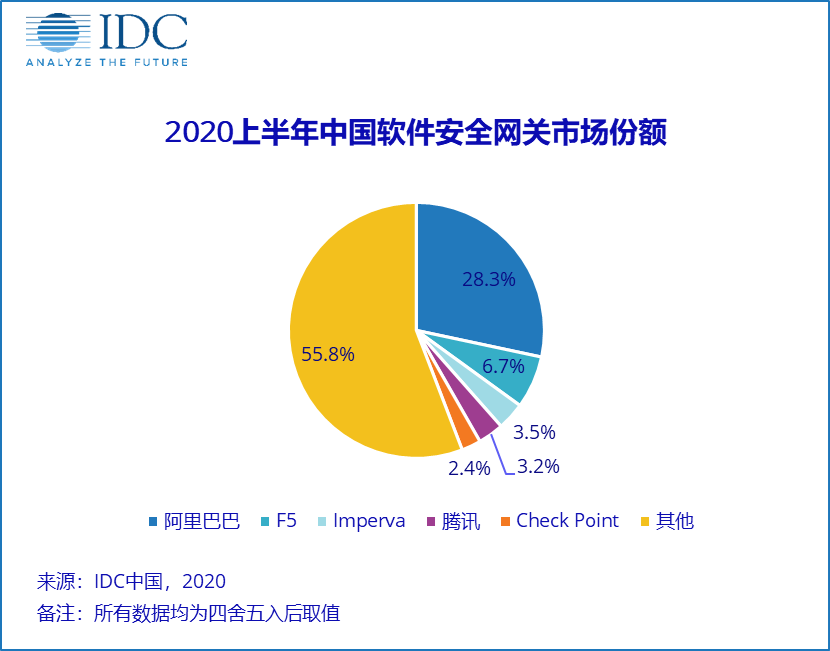 IDC
ANALYZE THE FUTURE
2020上半年中国软件安全网关市场份额
28.3%
55.8%
6.7%
3.5%
3.2%
2.4%
阿里巴巴 F5 Imperva 腾讯 Check Point 其他
来源：IDC中国，2020
备注：所有数据均为四舍五入后取值